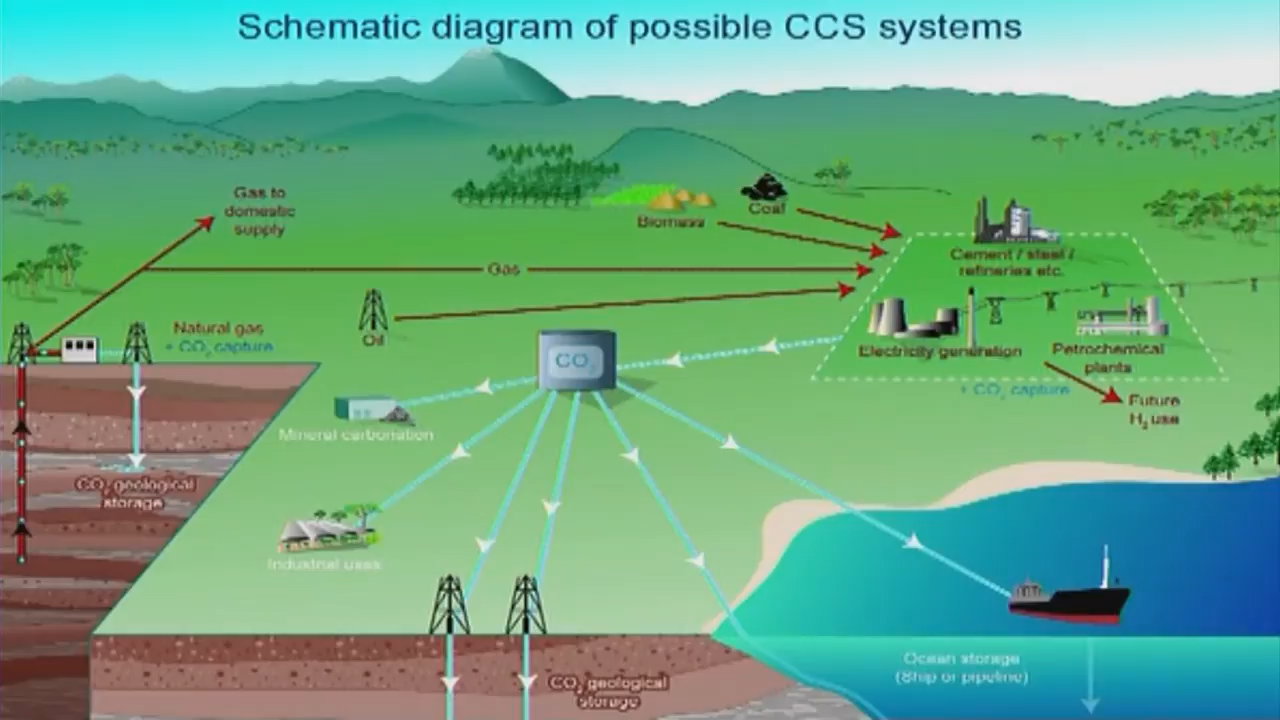 Schematic diagram of possible CCS systems
Gas to
domestic
supply
Biomass
Coal
Cement / steel /
refineries etc.
Gas
Oil
Natural gas
+ CO₂ capture
CO₂
Electricity generation
Petrochemical
plants
+ CO₂ capture
Future
H₂ use
Mineral carbonation
CO₂ geological
storage
Industrial uses
CO₂ geological
storage
Ocean storage
(Ship or pipeline)